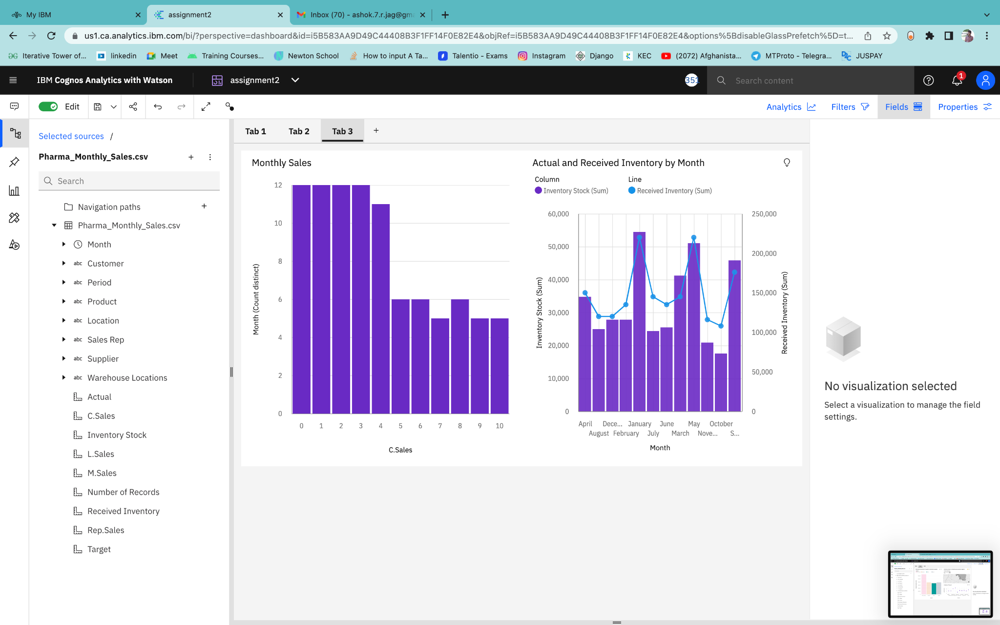 My IBM
assignment2
Inbox (70) - ashok.7.r.jag@gma
us1.ca.analytics.ibm.com/bi/?perspective=dashboard&id=i5B583AA9D49C44408B3F1FF14F0E82E4&objRef=i5B583AA9D49C44408B3F1FF14F0E82E4&options%5BdisableGlassPrefetch%5D=t...
Iterative Tower of...
linkedin
Meet
Training Courses...
Newton School
How to input A Ta...
Talentio - Exams
Instagram
Django
KEC
(2072) Afghanista...
MTProto - Telegra...
JUSPAY
IBM Cognos Analytics with Watson
assignment2
351
Search content
1
Edit
Analytics
Filters
Fields
Properties
Selected sources /
Pharma_Monthly_Sales.csv
Search
Navigation paths
Pharma_Monthly_Sales.csv
Month
abc Customer
abc Period
abc Product
abc Location
abc Sales Rep
abc Supplier
abc Warehouse Locations
Actual
C.Sales
Inventory Stock
L.Sales
M.Sales
Number of Records
Received Inventory
Rep.Sales
Target
Tab 1
Tab 2
Tab 3
Monthly Sales
Month (Count distinct)
12
10
8
6
4
2
0
0 1 2 3 4 5 6 7 8 9 10
C.Sales
Actual and Received Inventory by Month
Column
Line
Inventory Stock (Sum)
Received Inventory (Sum)
Inventory Stock (Sum)
60,000
50,000
40,000
30,000
20,000
10,000
0
250,000
200,000
150,000
100,000
50,000
0
Received Inventory (Sum)
April Dece... January June May October
August February July March Nove... S...
Month
No visualization selected
Select a visualization to manage the field
settings.